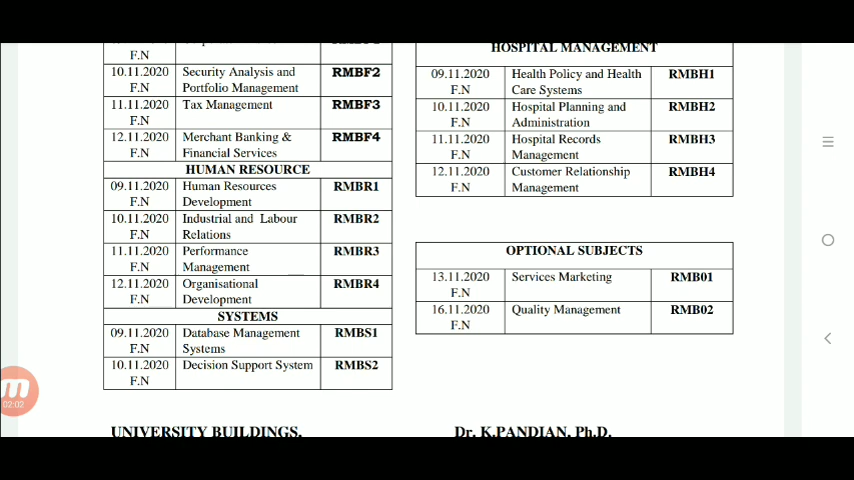 F.N
10.11.2020 Security Analysis and RMBF2
F.N Portfolio Management
11.11.2020 Tax Management RMBF3
F.N
12.11.2020 Merchant Banking & RMBF4
F.N Financial Services
HUMAN RESOURCE
09.11.2020 Human Resources RMBR1
F.N Development
10.11.2020 Industrial and Labour RMBR2
F.N Relations
11.11.2020 Performance RMBR3
F.N Management
12.11.2020 Organisational RMBR4
F.N Development
SYSTEMS
09.11.2020 Database Management RMBS1
F.N Systems
10.11.2020 Decision Support System RMBS2
F.N
HOSPITAL MANAGEMENT
09.11.2020 Health Policy and Health RMBH1
F.N Care Systems
10.11.2020 Hospital Planning and RMBH2
F.N Administration
11.11.2020 Hospital Records RMBH3
F.N Management
12.11.2020 Customer Relationship RMBH4
F.N Management
OPTIONAL SUBJECTS
13.11.2020 Services Marketing RMB01
F.N
16.11.2020 Quality Management RMB02
F.N
UNIVERSITY BUILDINGS,
Dr. K.PANDIAN, Ph.D.
02:02